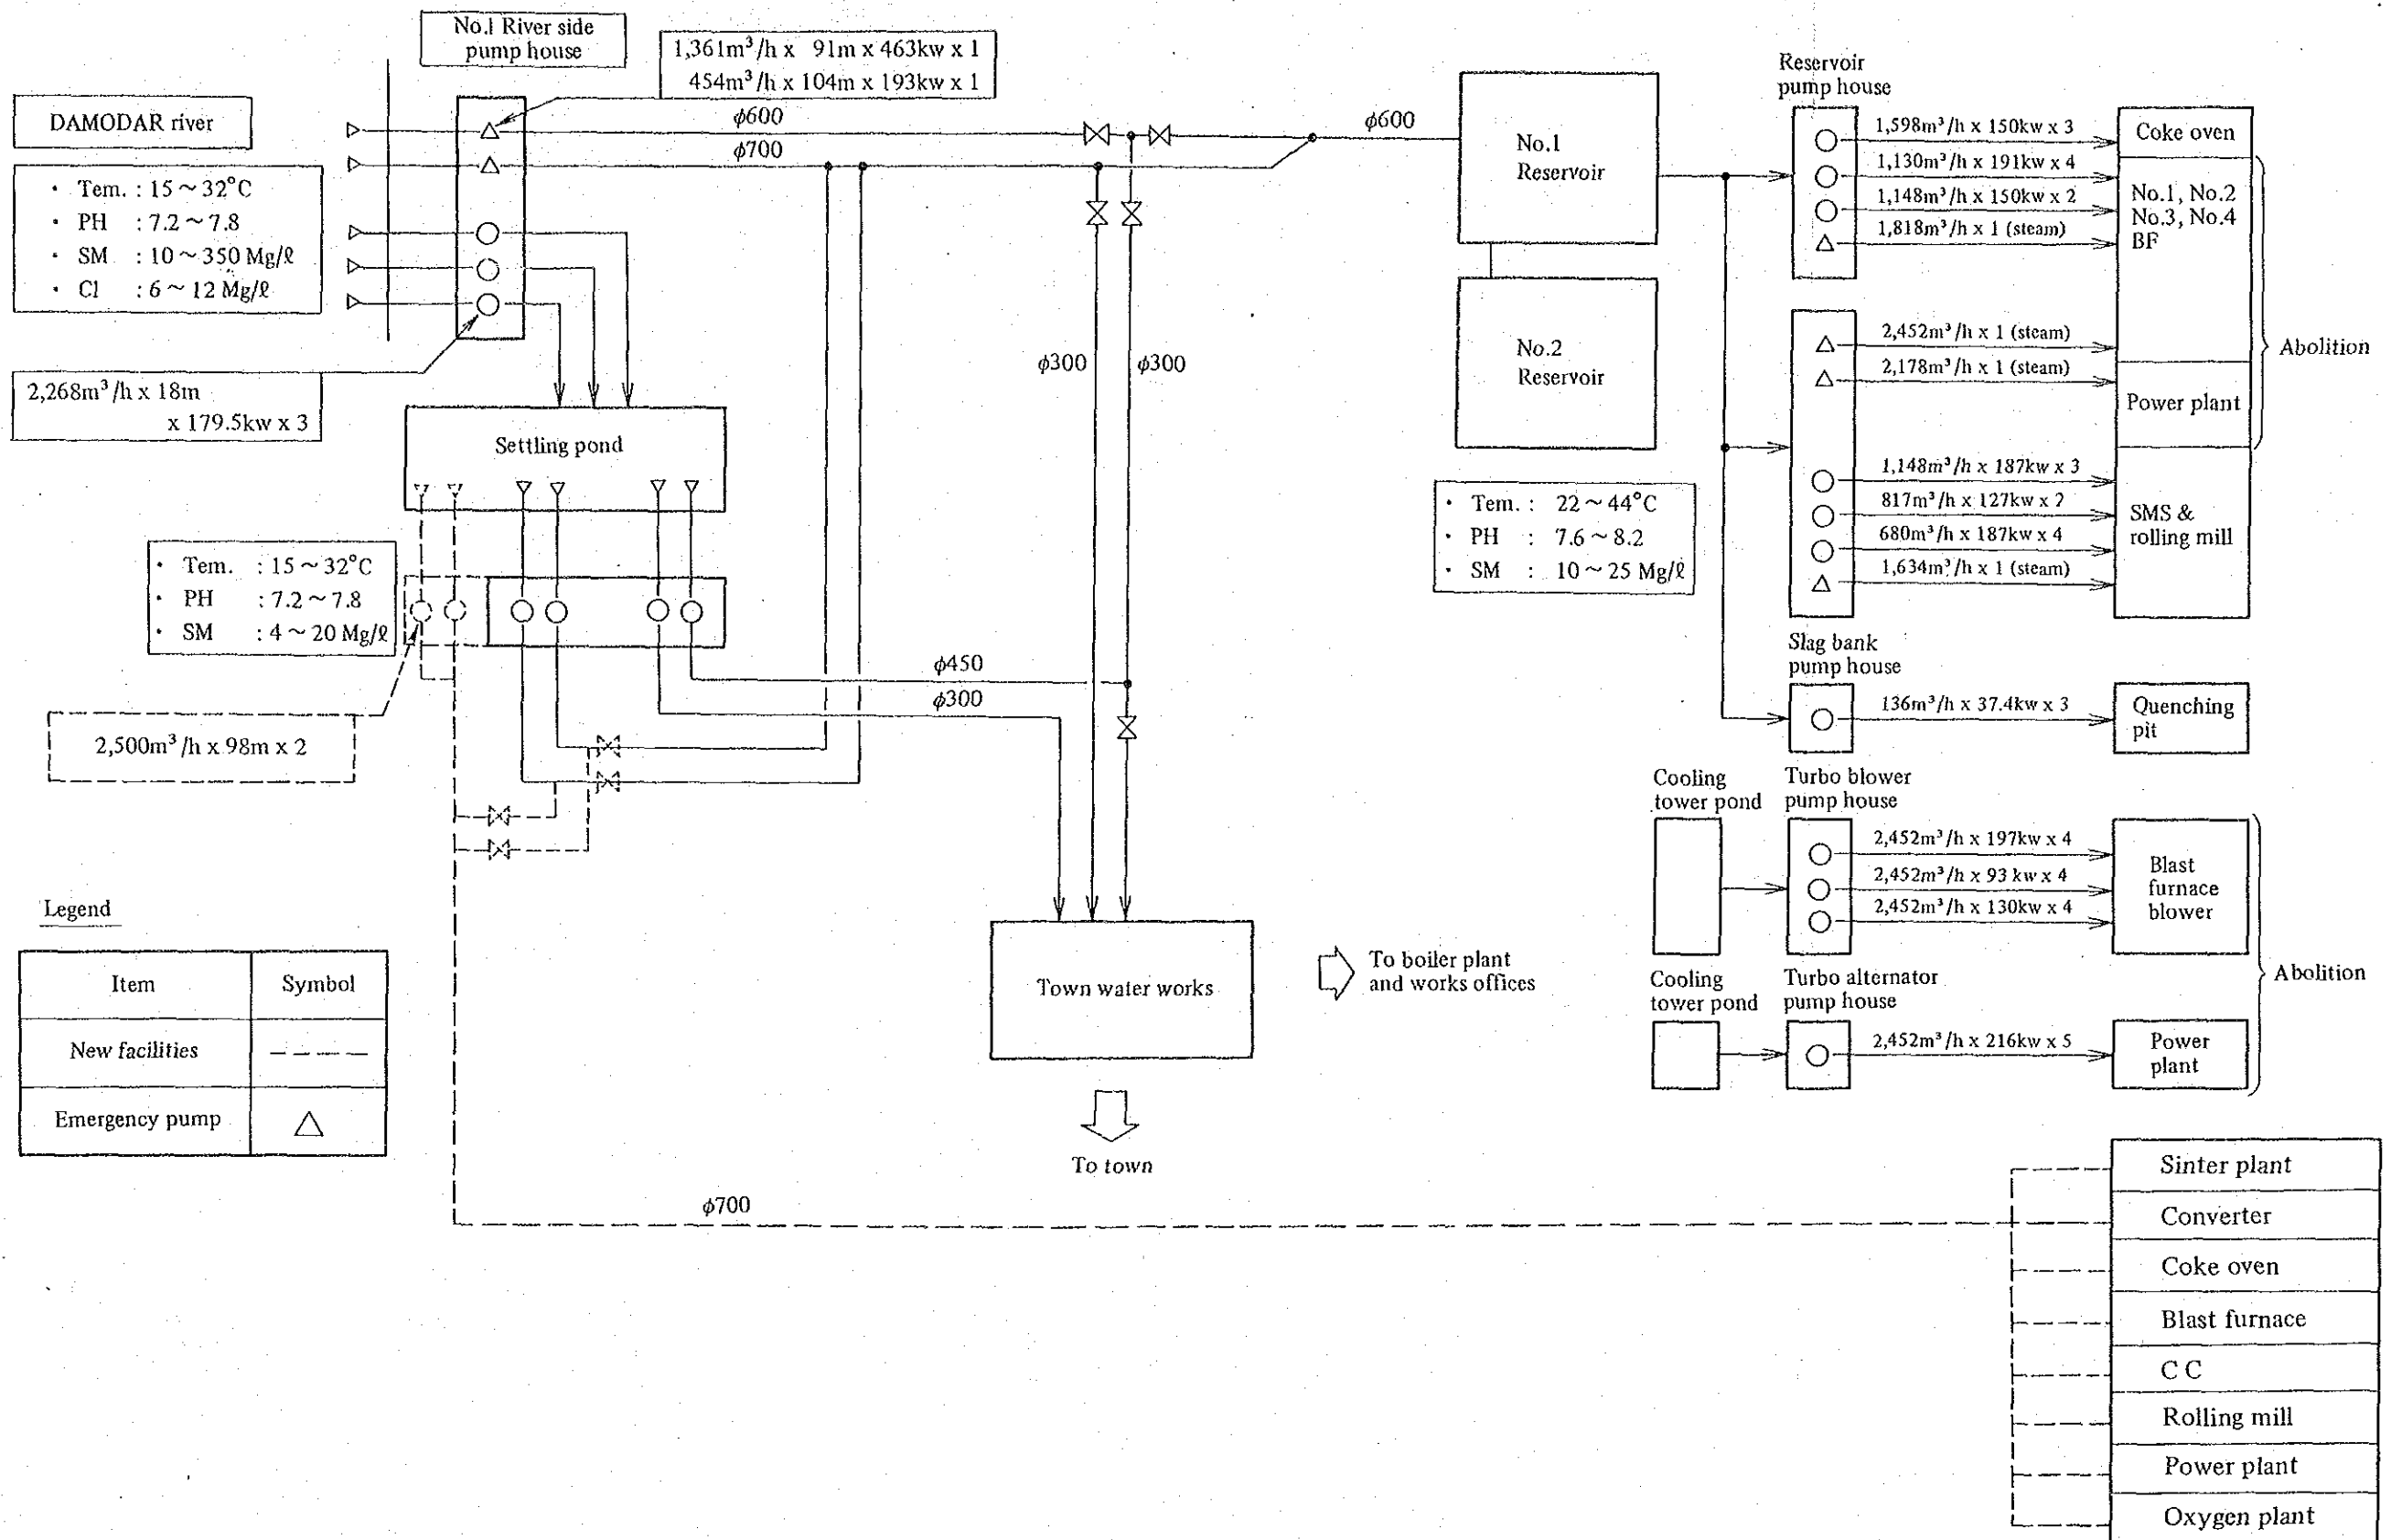 No.1 River side
pump house
1,361m³/h x 91m x 463kw x 1
454m³/h x 104m x 193kw x 1
DAMODAR river
· Tem. : 15 ~ 32°C
· PH : 7.2 ~ 7.8
· SM : 10 ~ 350 Mg/ℓ
· Cl : 6 ~ 12 Mg/ℓ
2,268m³/h x 18m
x 179.5kw x 3
ϕ600
ϕ700
ϕ600
Settling pond
· Tem. : 15 ~ 32°C
· PH : 7.2 ~ 7.8
· SM : 4 ~ 20 Mg/ℓ
2,500m³/h x 98m x 2
ϕ300
ϕ300
ϕ450
ϕ300
Town water works
To town
To boiler plant
and works offices
No.1
Reservoir
No.2
Reservoir
· Tem. : 22 ~ 44°C
· PH : 7.6 ~ 8.2
· SM : 10 ~ 25 Mg/ℓ
Reservoir
pump house
1,598m³/h x 150kw x 3
1,130m³/h x 191kw x 4
1,148m³/h x 150kw x 2
1,818m³/h x 1 (steam)
2,452m³/h x 1 (steam)
2,178m³/h x 1 (steam)
1,148m³/h x 187kw x 3
817m³/h x 127kw x 2
680m³/h x 187kw x 4
1,634m³/h x 1 (steam)
Coke oven
No.1, No.2
No.3, No.4
BF
Power plant
SMS &
rolling mill
Abolition
Slag bank
pump house
136m³/h x 37.4kw x 3
Quenching
pit
Cooling
tower pond
Turbo blower
pump house
2,452m³/h x 197kw x 4
2,452m³/h x 93 kw x 4
2,452m³/h x 130kw x 4
Blast
furnace
blower
Cooling
tower pond
Turbo alternator
pump house
2,452m³/h x 216kw x 5
Power
plant
Abolition
Legend
Item Symbol
New facilities
Emergency pump
ϕ700
Sinter plant
Converter
Coke oven
Blast furnace
C C
Rolling mill
Power plant
Oxygen plant